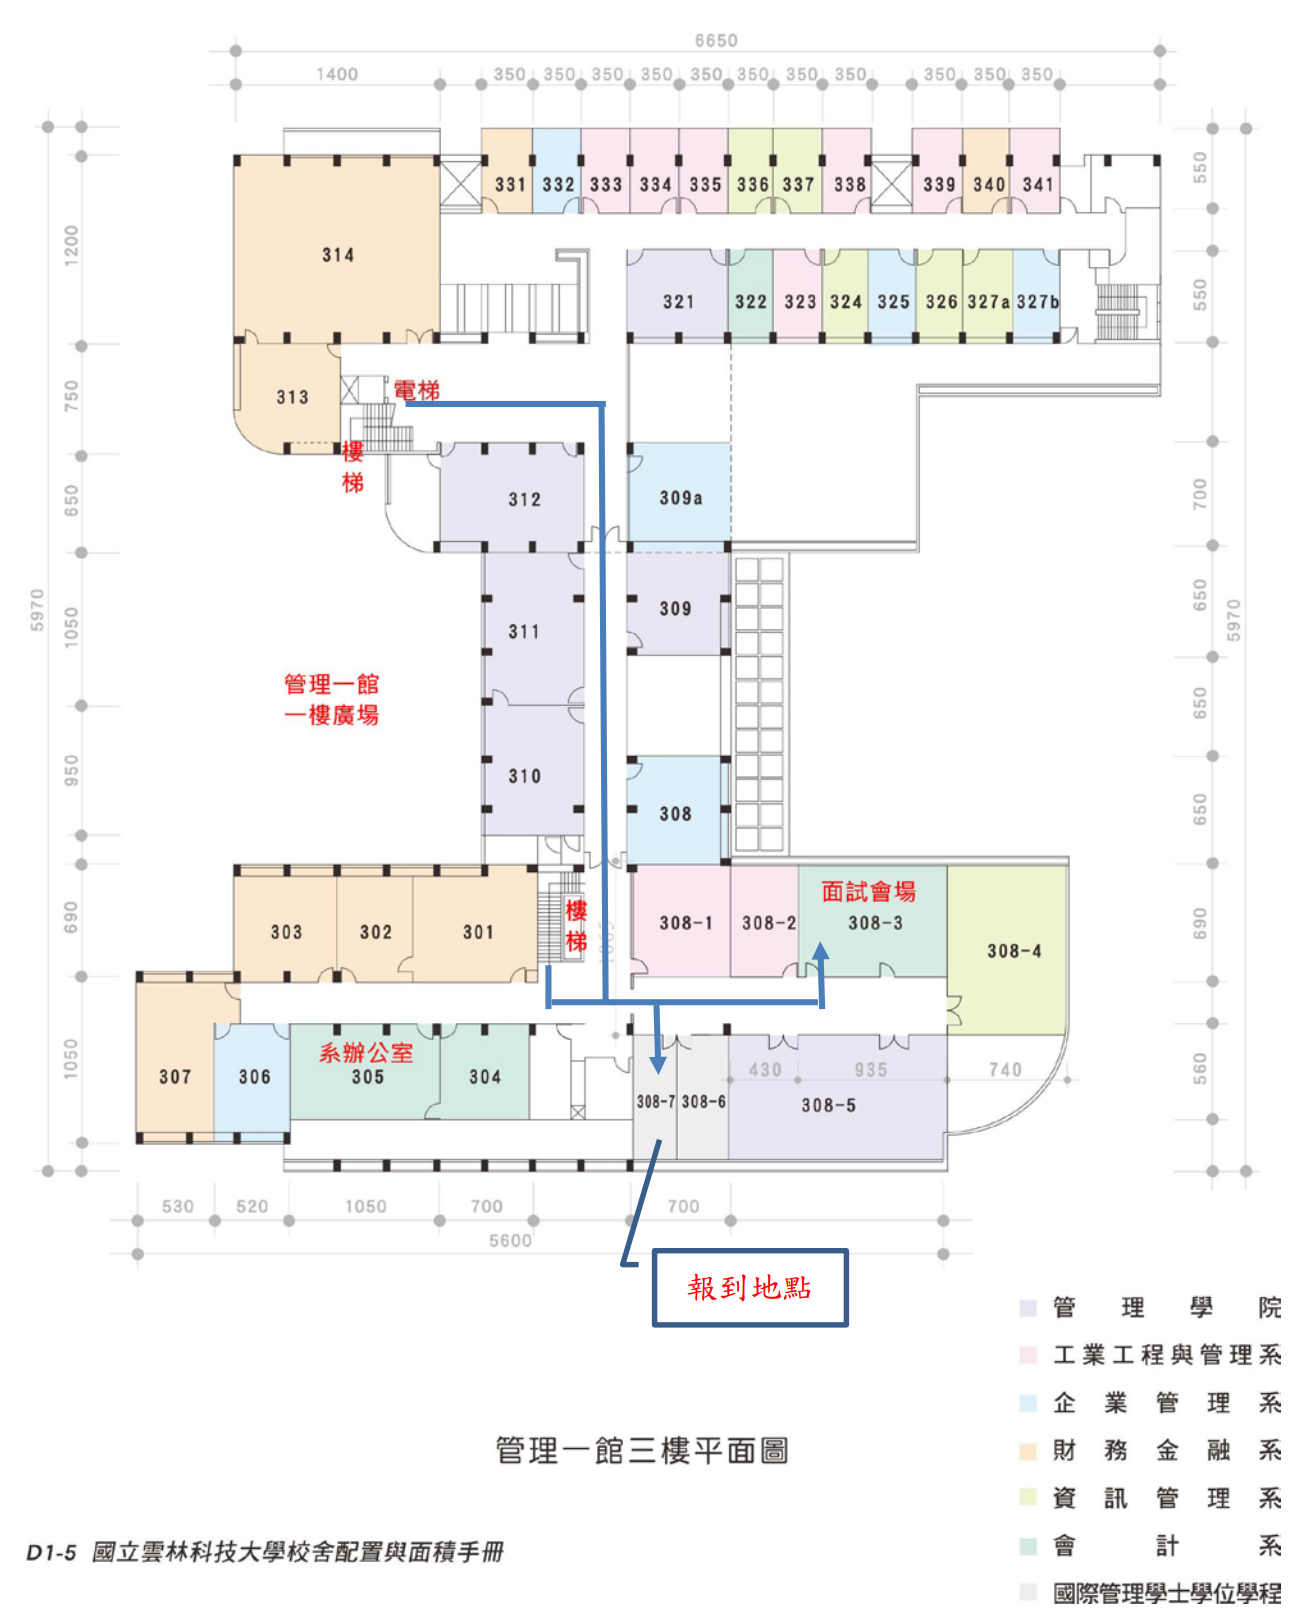 6650
1400 350 350 350 350 350 350 350 350 350 350
550
1200
331 332 333 334 335 336 337 338 339 340 341
314
321 322 323 324 325 326 327a 327b
550
750
313
電梯
樓
梯
312
309a
650
700
5970
1050
311
309
650
5970
管理一館
一樓廣場
650
950
310
308
650
面試會場
690
303 302 301
樓
梯
1065
308-1 308-2 308-3
308-4
690
系辦公室
1050
307 306 305 304
308-7 308-6 308-5
430 935 740
560
530 520 1050 700 700
5600
報到地點
管理學院
工業工程與管理系
企業管理系
財務金融系
資訊管理系
會計系
國際管理學士學位學程
管理一館三樓平面圖
D1-5 國立雲林科技大學校舍配置與面積手冊